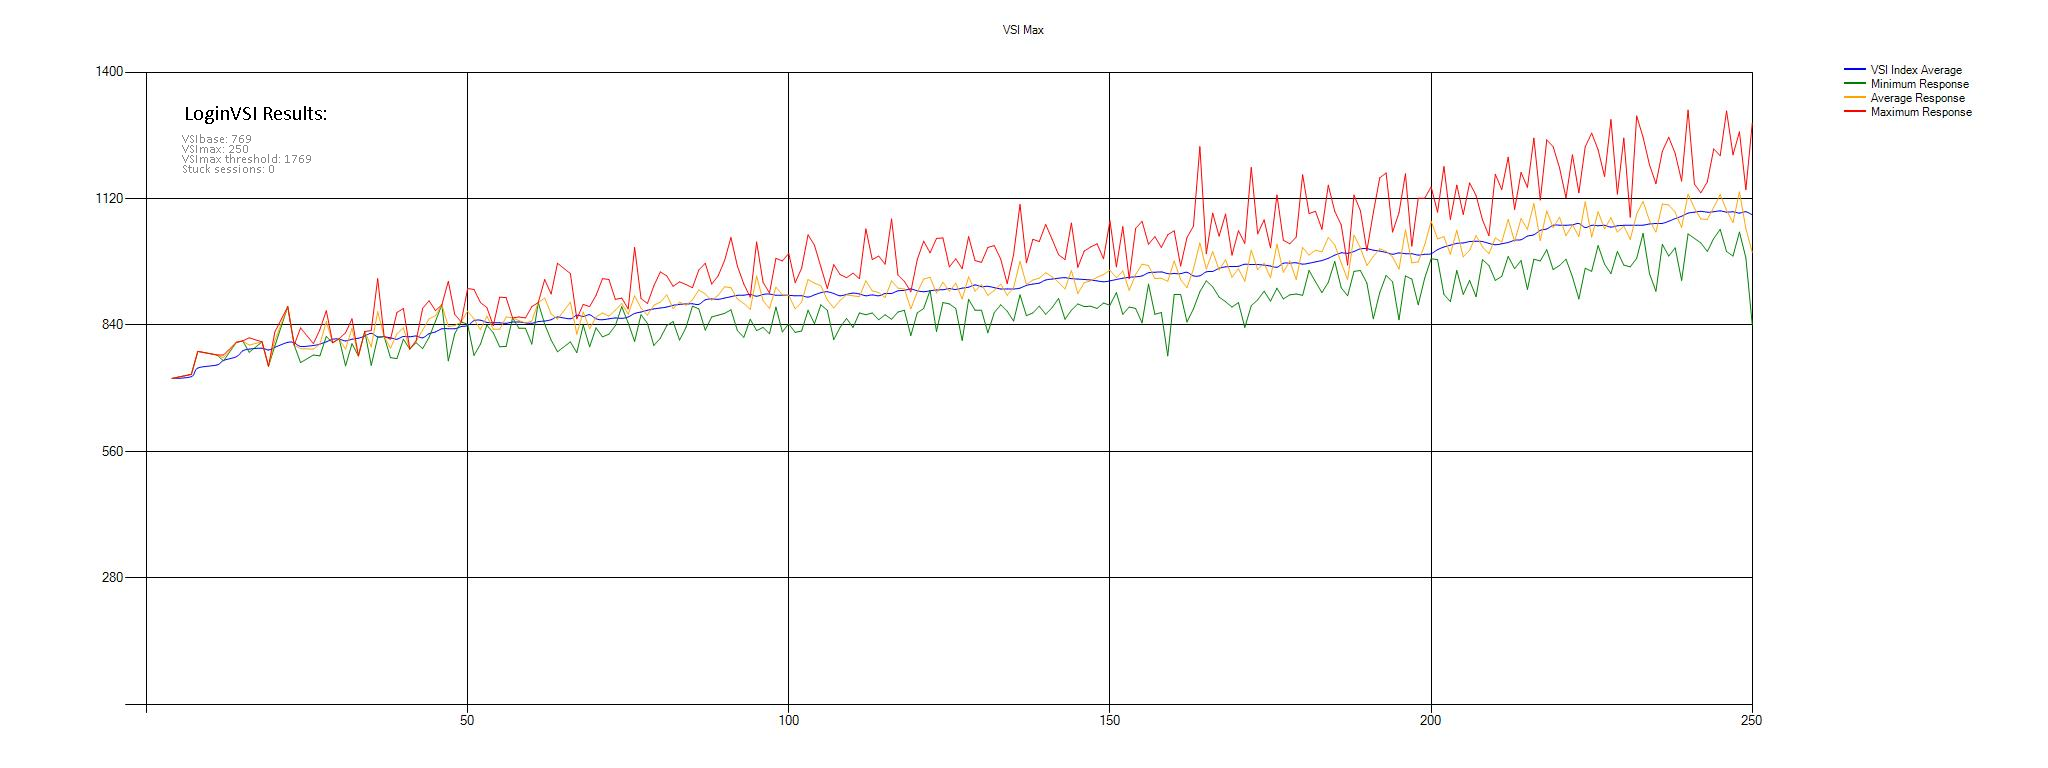 VSI Max
1400
1120
840
560
280
50
100
150
200
250
LoginVSI Results:
VSIbase: 769
VSImax: 250
VSImax threshold: 1769
Stuck sessions: 0
VSI Index Average
Minimum Response
Average Response
Maximum Response